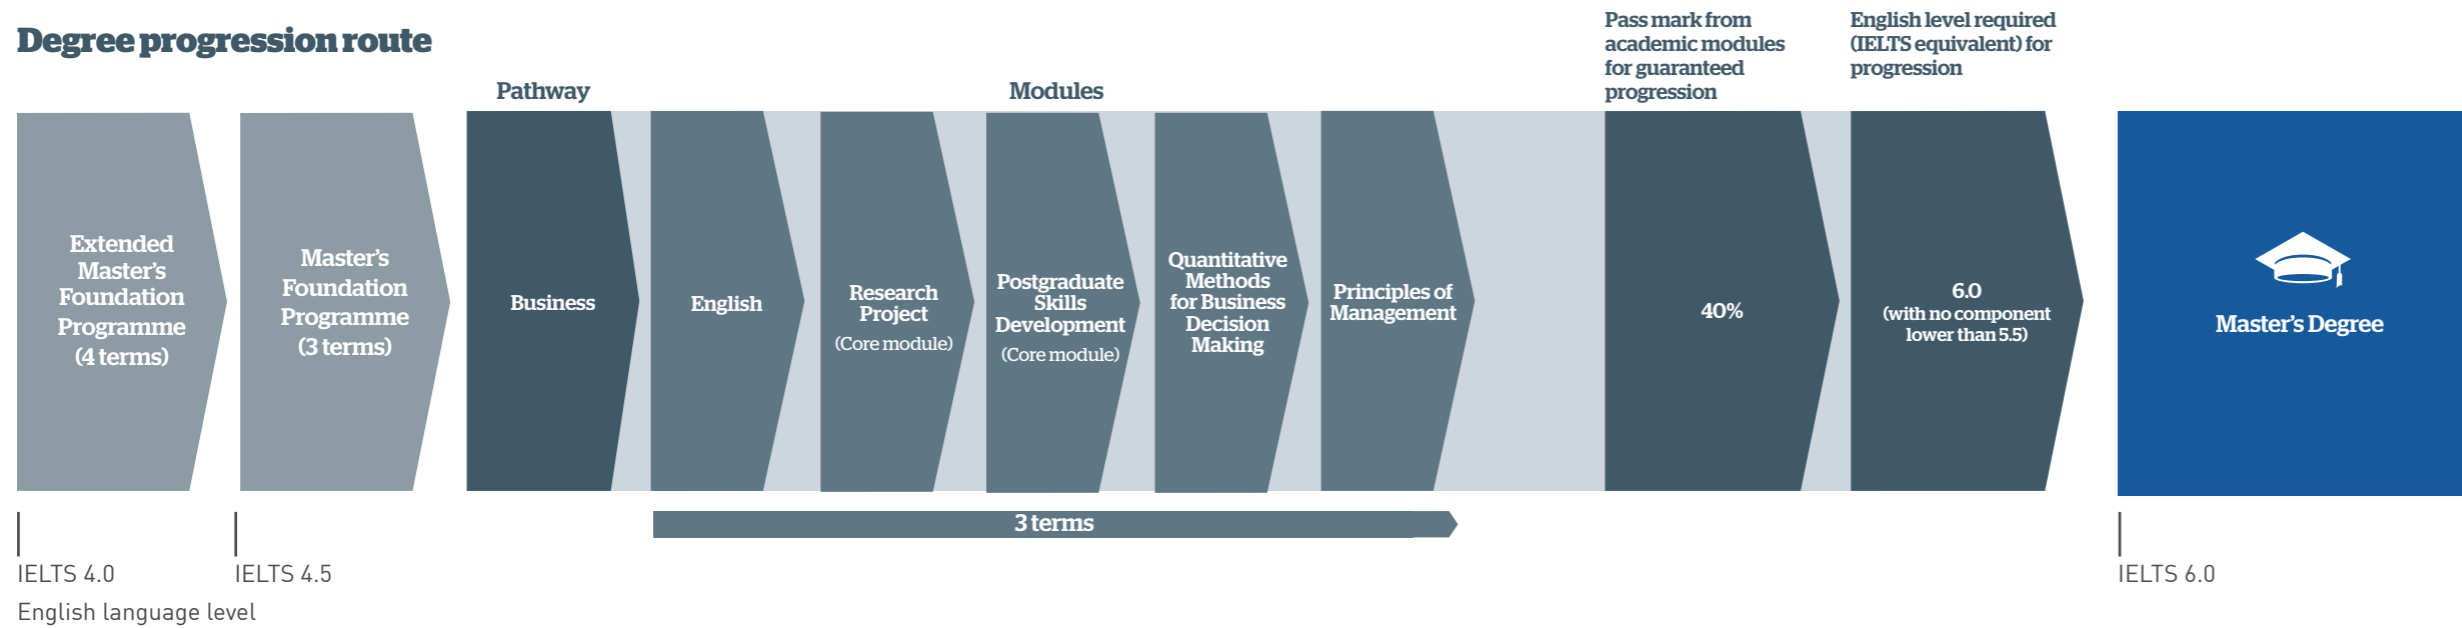 Degree progression route
Pathway
Modules
Pass mark from
academic modules
for guaranteed
progression
English level required
(IELTS equivalent) for
progression
Extended
Master's
Foundation
Programme
(4 terms)
Master's
Foundation
Programme
(3 terms)
Business
English
Research
Project
(Core module)
Postgraduate
Skills
Development
(Core module)
Quantitative
Methods
for Business
Decision
Making
Principles of
Management
40%
6.0
(with no component
lower than 5.5)
Master's Degree
3 terms
IELTS 4.0
IELTS 4.5
IELTS 6.0
English language level